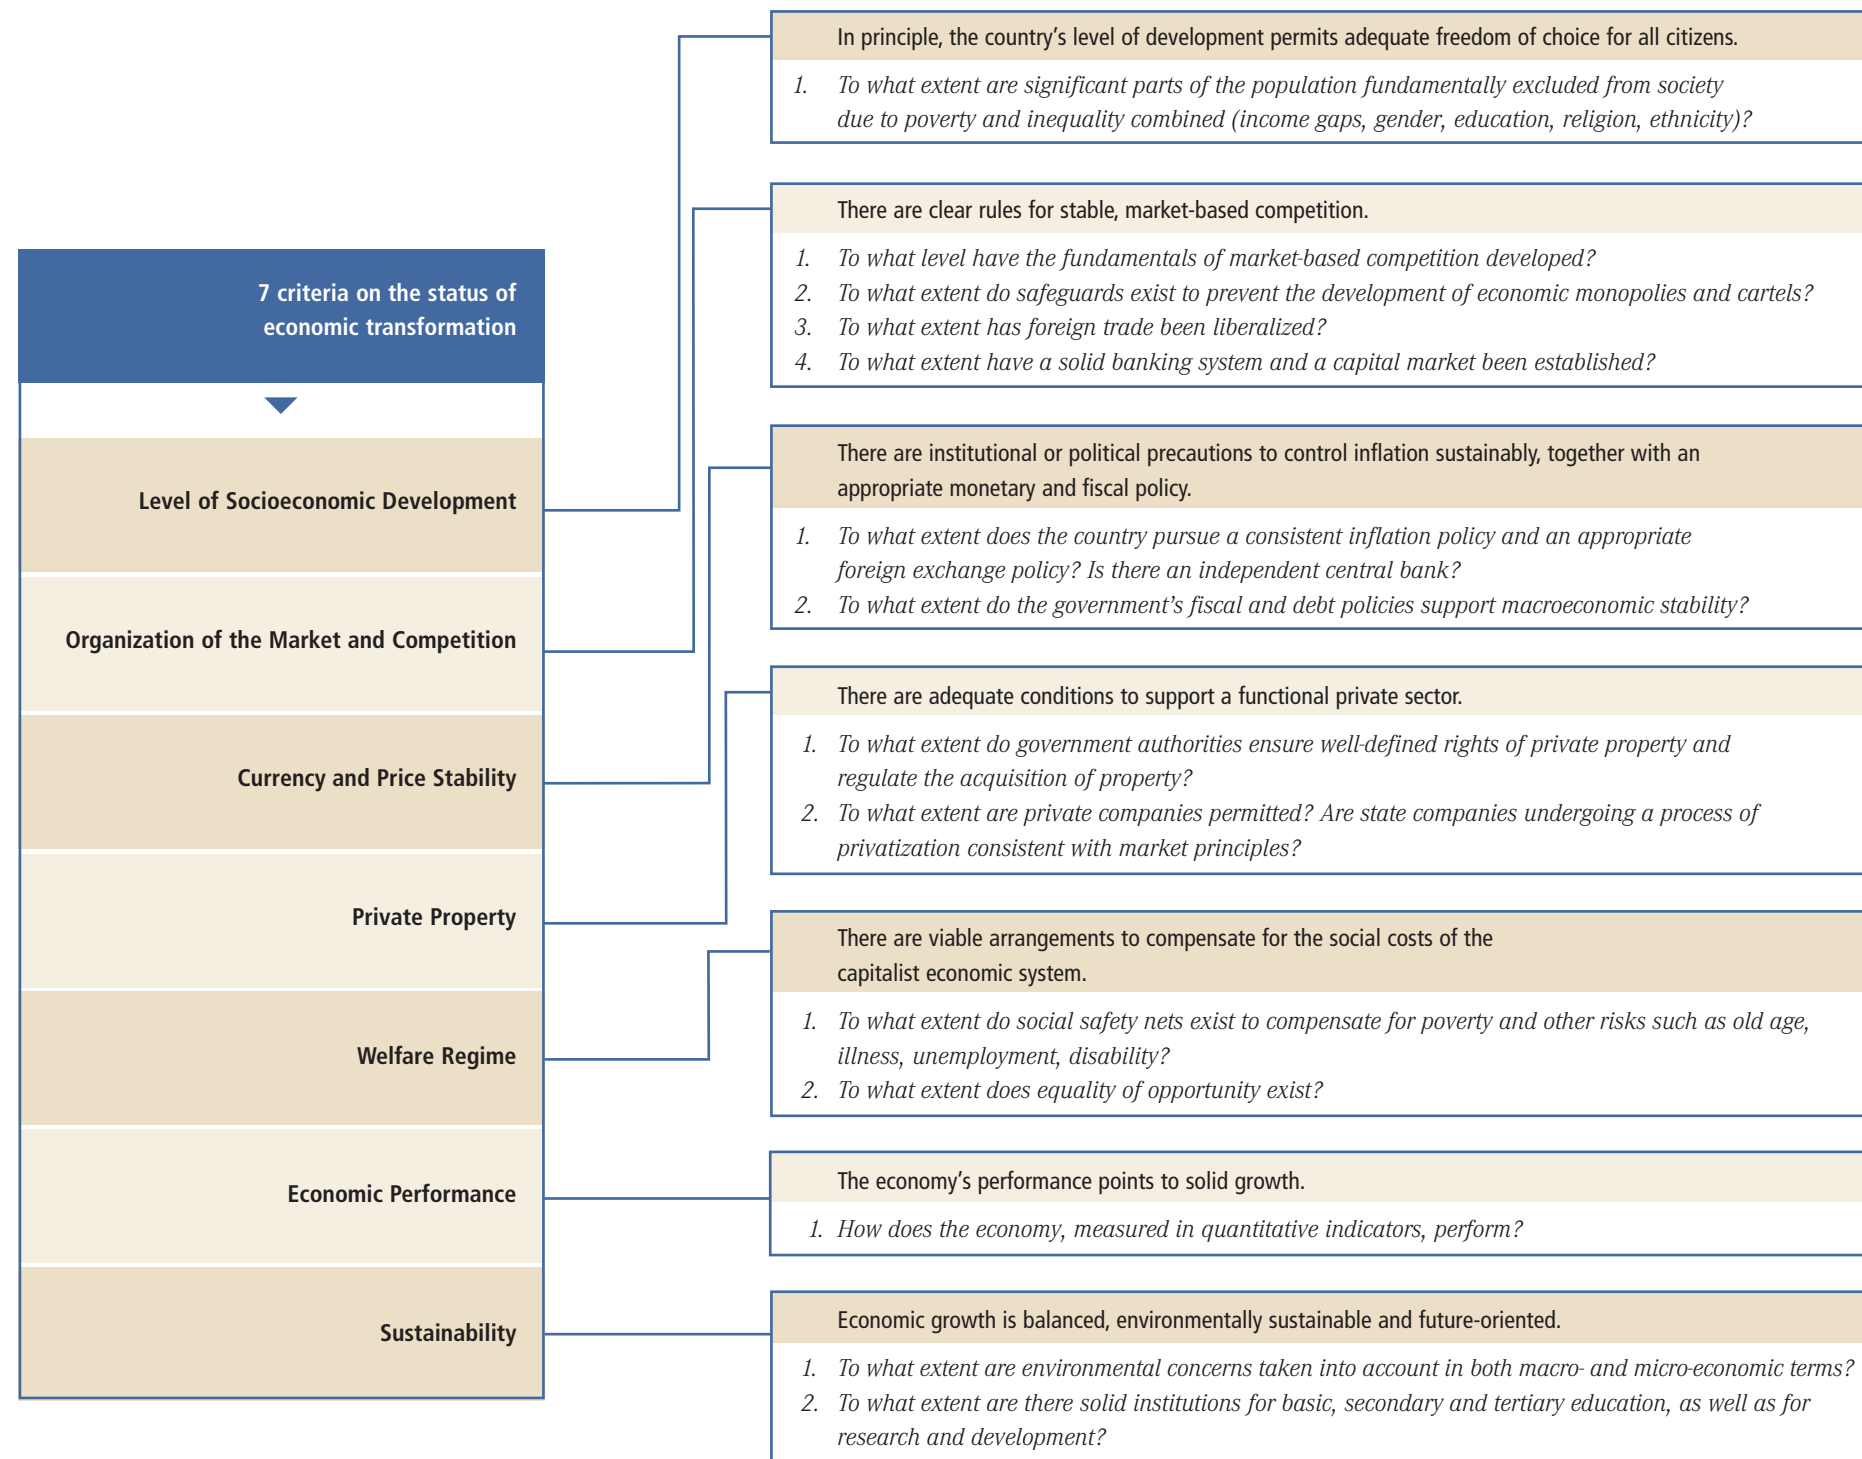 7 criteria on the status of
economic transformation
Level of Socioeconomic Development
Organization of the Market and Competition
Currency and Price Stability
Private Property
Welfare Regime
Economic Performance
Sustainability
In principle, the country’s level of development permits adequate freedom of choice for all citizens.
1. To what extent are significant parts of the population fundamentally excluded from society
due to poverty and inequality combined (income gaps, gender, education, religion, ethnicity)?
There are clear rules for stable, market-based competition.
1. To what level have the fundamentals of market-based competition developed?
2. To what extent do safeguards exist to prevent the development of economic monopolies and cartels?
3. To what extent has foreign trade been liberalized?
4. To what extent have a solid banking system and a capital market been established?
There are institutional or political precautions to control inflation sustainably, together with an
appropriate monetary and fiscal policy.
1. To what extent does the country pursue a consistent inflation policy and an appropriate
foreign exchange policy? Is there an independent central bank?
2. To what extent do the government’s fiscal and debt policies support macroeconomic stability?
There are adequate conditions to support a functional private sector.
1. To what extent do government authorities ensure well-defined rights of private property and
regulate the acquisition of property?
2. To what extent are private companies permitted? Are state companies undergoing a process of
privatization consistent with market principles?
There are viable arrangements to compensate for the social costs of the
capitalist economic system.
1. To what extent do social safety nets exist to compensate for poverty and other risks such as old age,
illness, unemployment, disability?
2. To what extent does equality of opportunity exist?
The economy’s performance points to solid growth.
1. How does the economy, measured in quantitative indicators, perform?
Economic growth is balanced, environmentally sustainable and future-oriented.
1. To what extent are environmental concerns taken into account in both macro- and micro-economic terms?
2. To what extent are there solid institutions for basic, secondary and tertiary education, as well as for
research and development?